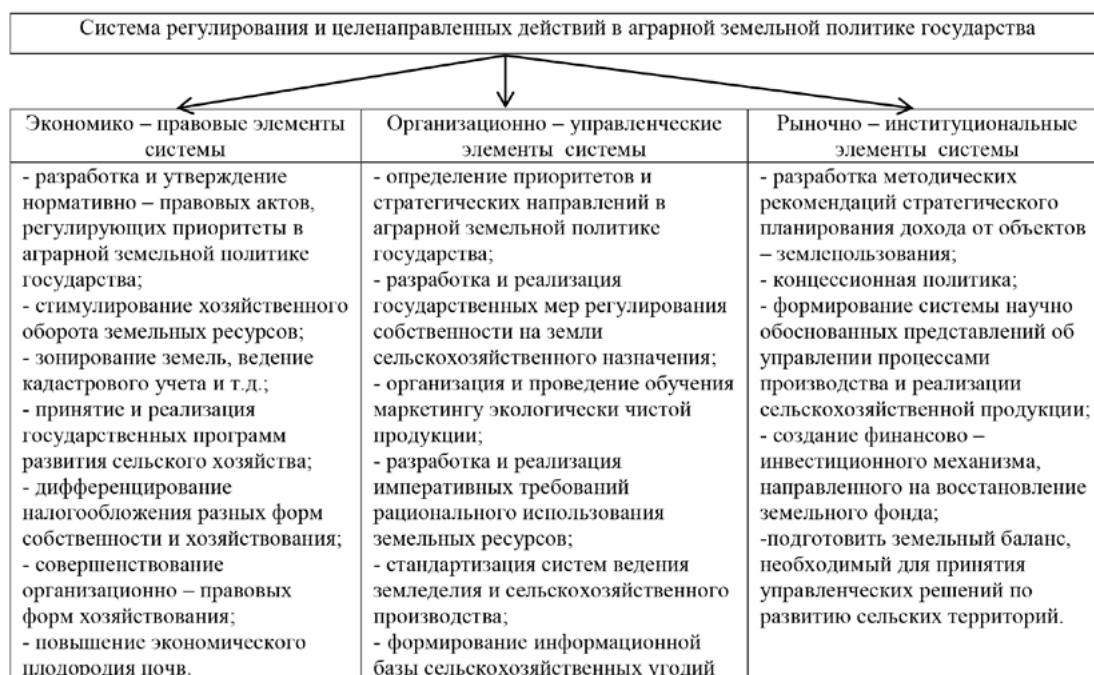 Система регулирования и целенаправленных действий в аграрной земельной политике государства
Экономико – правовые элементы
системы
- разработка и утверждение
нормативно – правовых актов,
регулирующих приоритеты в
аграрной земельной политике
государства;
- стимулирование хозяйственного
оборота земельных ресурсов;
- зонирование земель, ведение
кадастрового учета и т.д.;
- принятие и реализация
государственных программ
развития сельского хозяйства;
- дифференцирование
налогообложения разных форм
собственности и хозяйствования;
- совершенствование
организационно – правовых
форм хозяйствования;
- повышение экономического
плодородия почв.
Организационно – управленческие
элементы системы
- определение приоритетов и
стратегических направлений в
аграрной земельной политике
государства;
- разработка и реализация
государственных мер регулирования
собственности на земли
сельскохозяйственного назначения;
- организация и проведение обучения
маркетингу экологически чистой
продукции;
- разработка и реализация
императивных требований
рационального использования
земельных ресурсов;
- стандартизация систем ведения
земледелия и сельскохозяйственного
производства;
- формирование информационной
базы сельскохозяйственных угодий
Рыночно – институциональные
элементы системы
- разработка методических
рекомендаций стратегического
планирования дохода от объектов
– землепользования;
- концессионная политика;
- формирование системы научно
обоснованных представлений об
управлении процессами
производства и реализации
сельскохозяйственной продукции;
- создание финансово –
инвестиционного механизма,
направленного на восстановление
земельного фонда;
-подготовить земельный баланс,
необходимый для принятия
управленческих решений по
развитию сельских территорий.